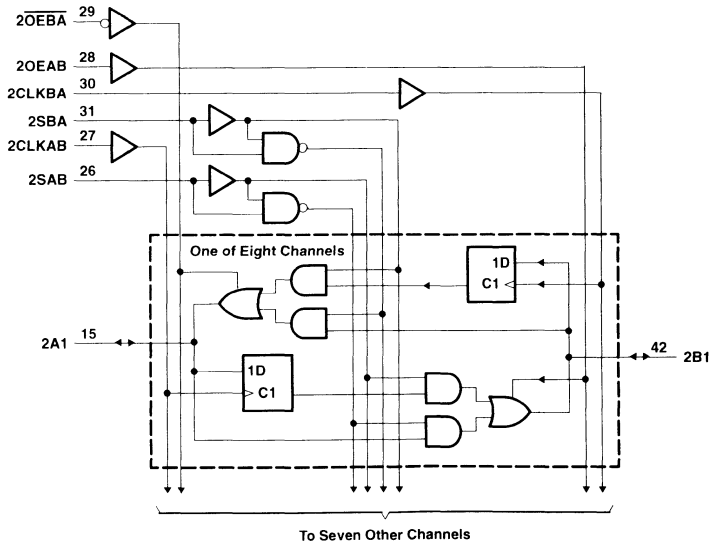 2O̅E̅B̅A̅ 29
2OEAB 28
2CLKBA 30
2SBA 31
2CLKAB 27
2SAB 26
One of Eight Channels
1D
C1
2A1 15
42 2B1
1D
C1
To Seven Other Channels